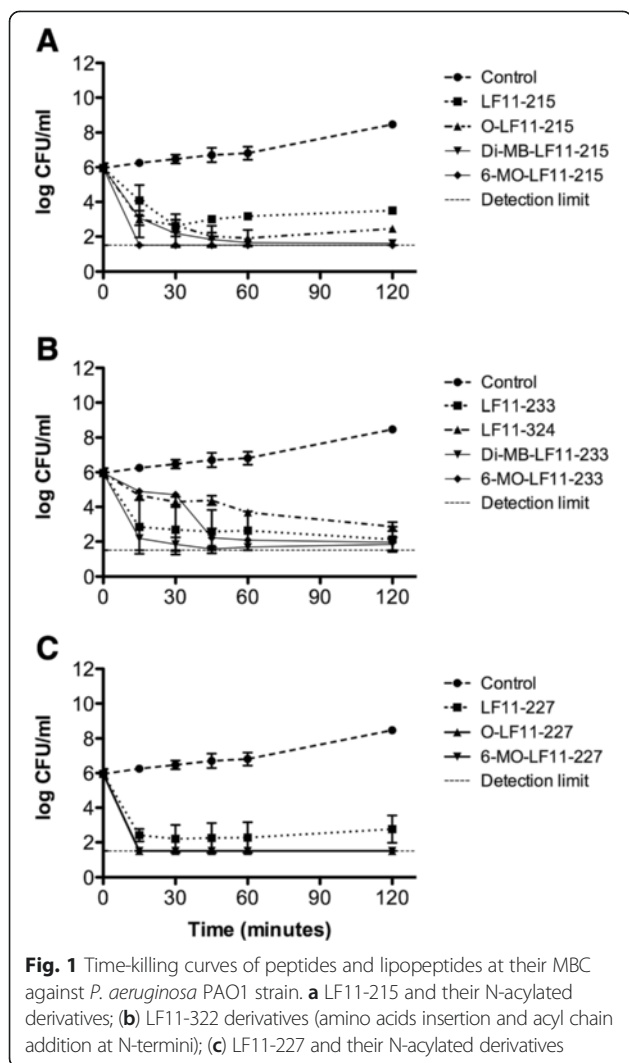 A
12
10
8
6
4
2
0
log CFU/ml
0 30 60 90 120
Control
LF11-215
O-LF11-215
Di-MB-LF11-215
6-MO-LF11-215
Detection limit
B
12
10
8
6
4
2
0
log CFU/ml
0 30 60 90 120
Control
LF11-233
LF11-324
Di-MB-LF11-233
6-MO-LF11-233
Detection limit
C
12
10
8
6
4
2
0
log CFU/ml
0 30 60 90 120
Time (minutes)
Control
LF11-227
O-LF11-227
6-MO-LF11-227
Detection limit
Fig. 1 Time-killing curves of peptides and lipopeptides at their MBC
against P. aeruginosa PAO1 strain. a LF11-215 and their N-acylated
derivatives; (b) LF11-322 derivatives (amino acids insertion and acyl chain
addition at N-termini); (c) LF11-227 and their N-acylated derivatives